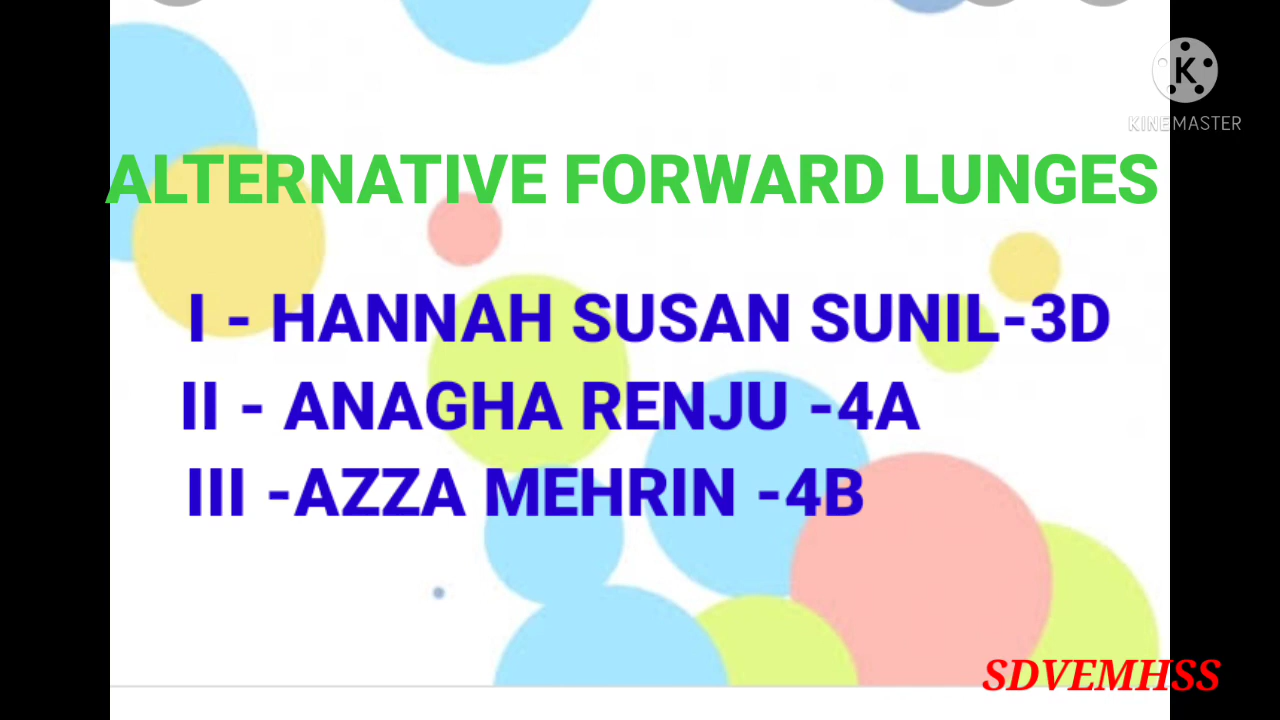 KINEMASTER
ALTERNATIVE FORWARD LUNGES
I - HANNAH SUSAN SUNIL-3D
II - ANAGHA RENJU -4A
III -AZZA MEHRIN -4B
SDVEMHSS